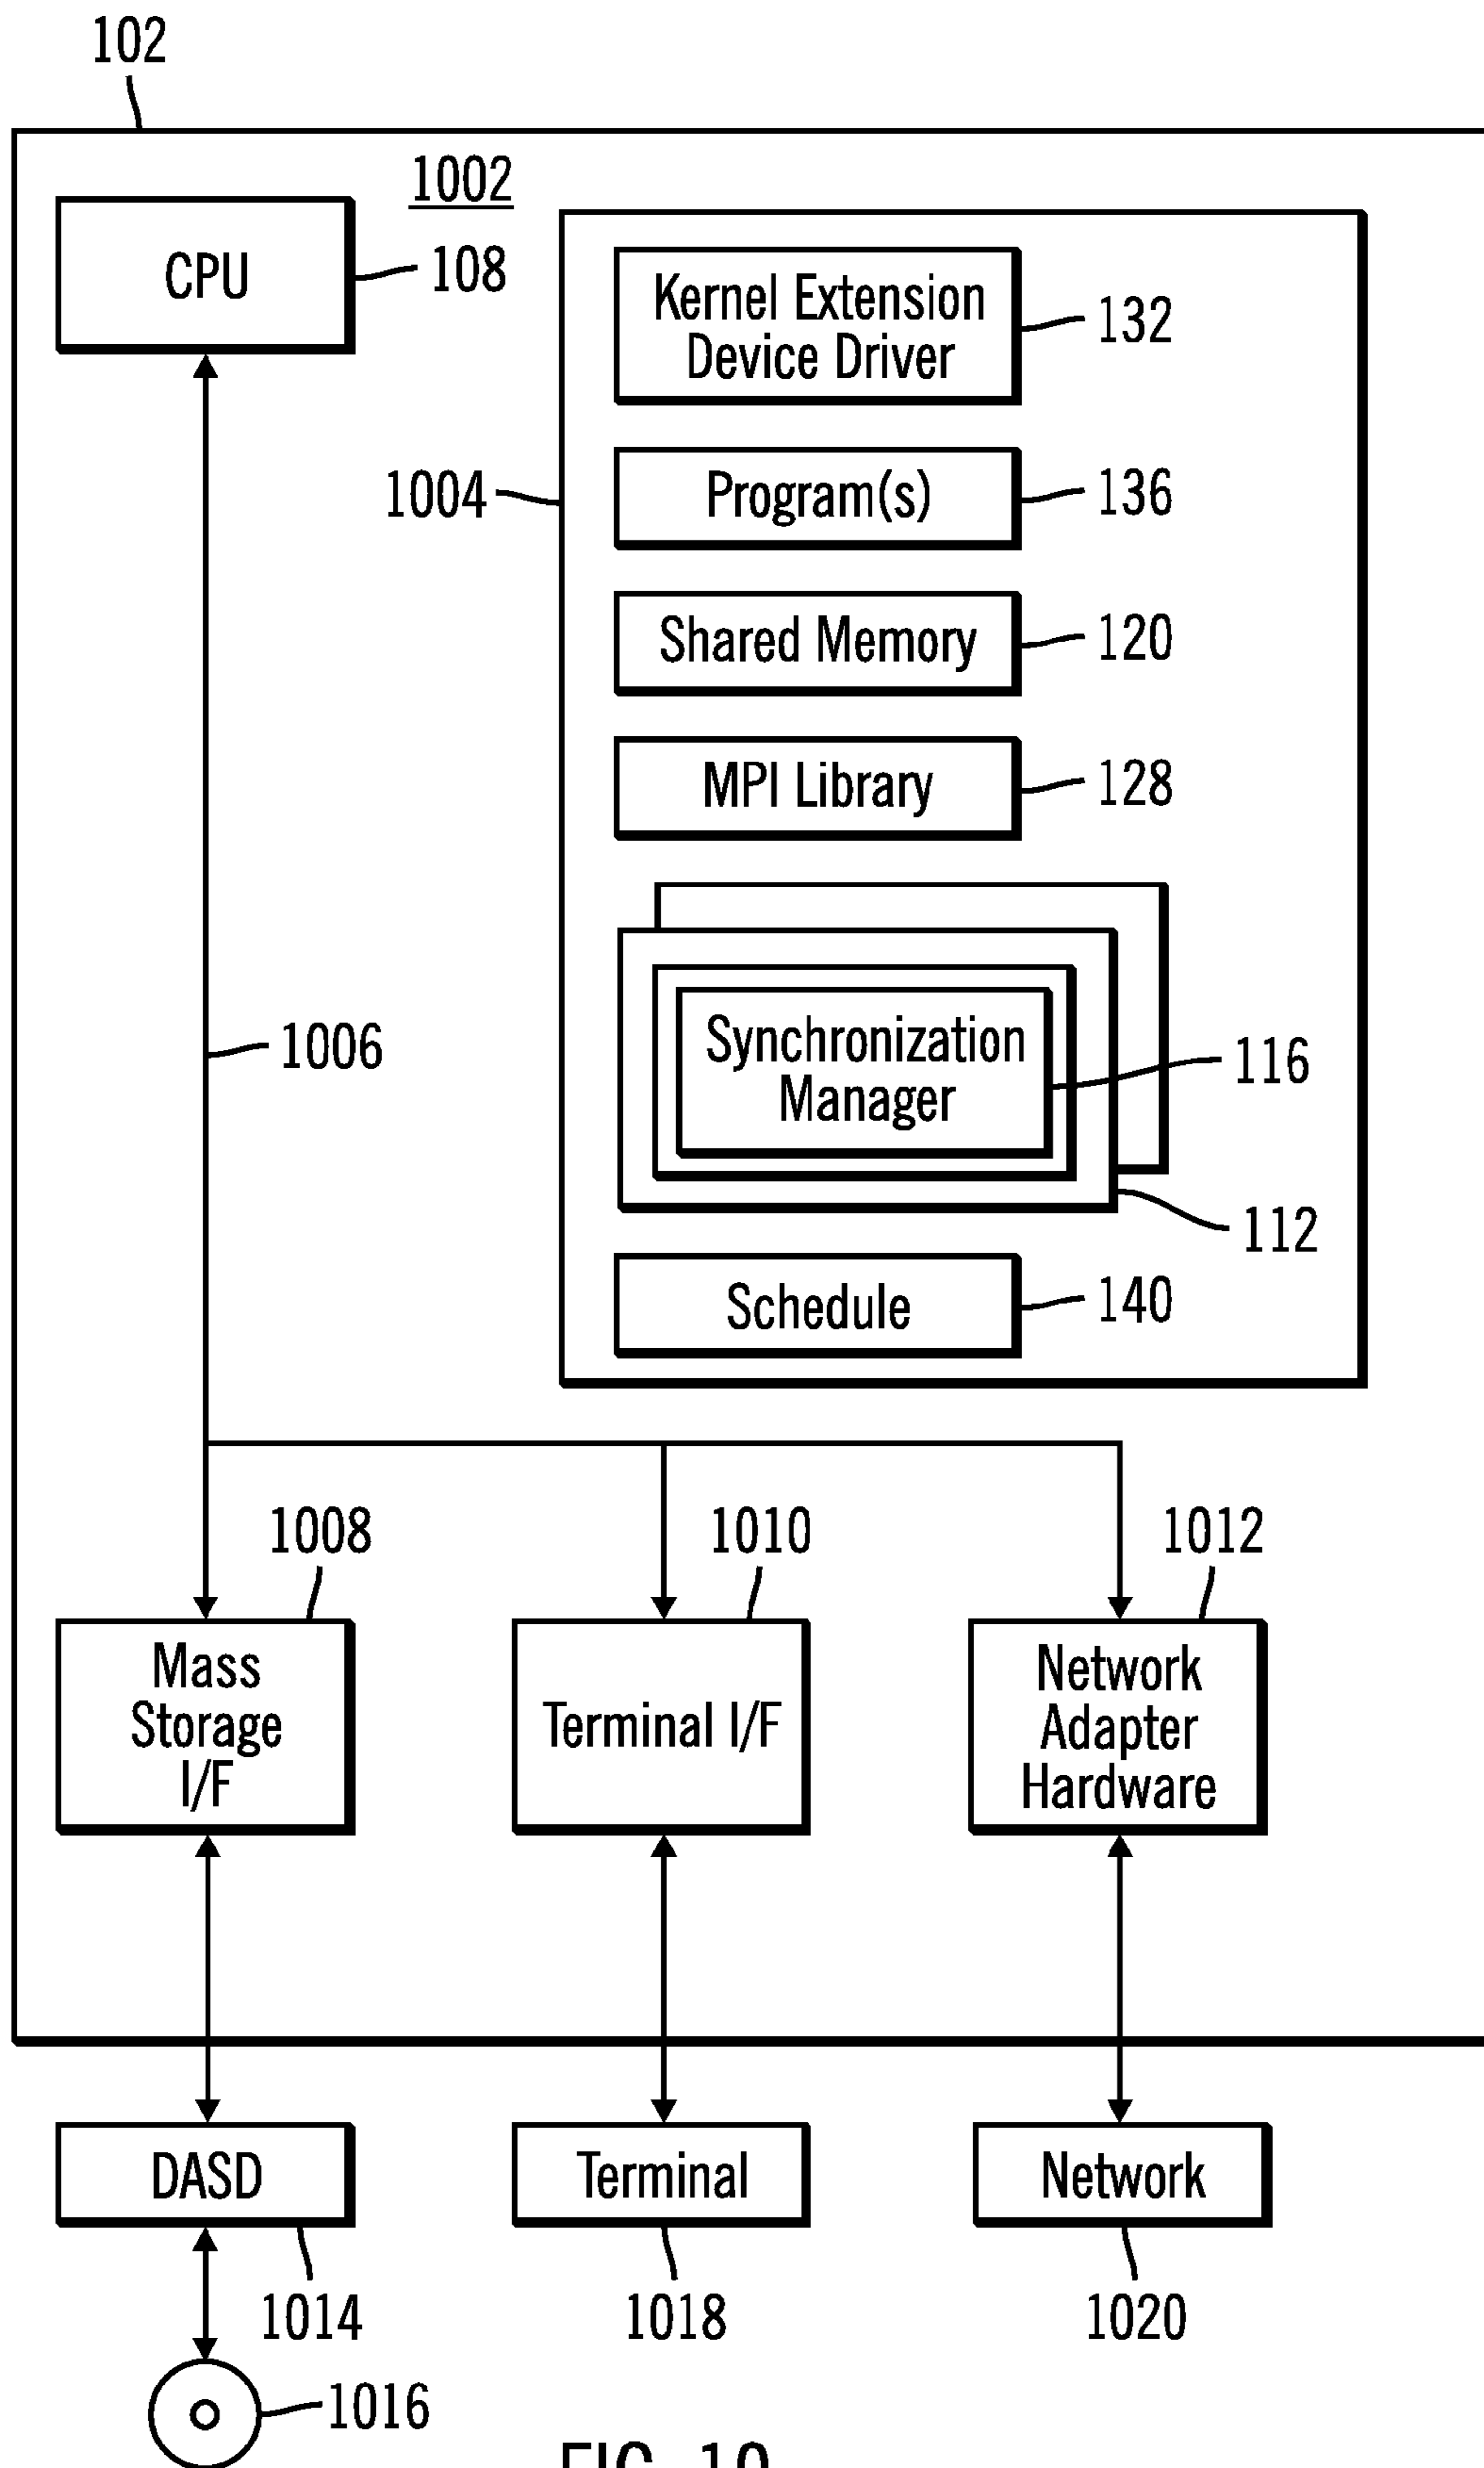 102
1002
CPU
108
Kernel Extension
Device Driver
132
1004
Program(s)
136
Shared Memory
120
MPI Library
128
1006
Synchronization
Manager
116
112
Schedule
140
1008
1010
1012
Mass
Storage
I/F
Terminal I/F
Network
Adapter
Hardware
DASD
Terminal
Network
1014
1018
1020
1016
FIG. 10